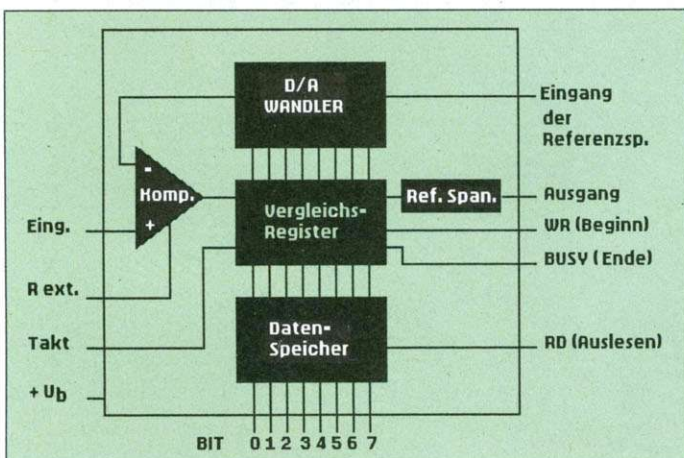 D/A
WANDLER
Eingang
der
Referenzsp.
-
Komp.
+
Vergleichs-
Register
Ref. Span.
Ausgang
Eing.
WR (Beginn)
BUSY (Ende)
R ext.
Takt
Daten-
Speicher
RD (Auslesen)
+ Ub
BIT 0 1 2 3 4 5 6 7